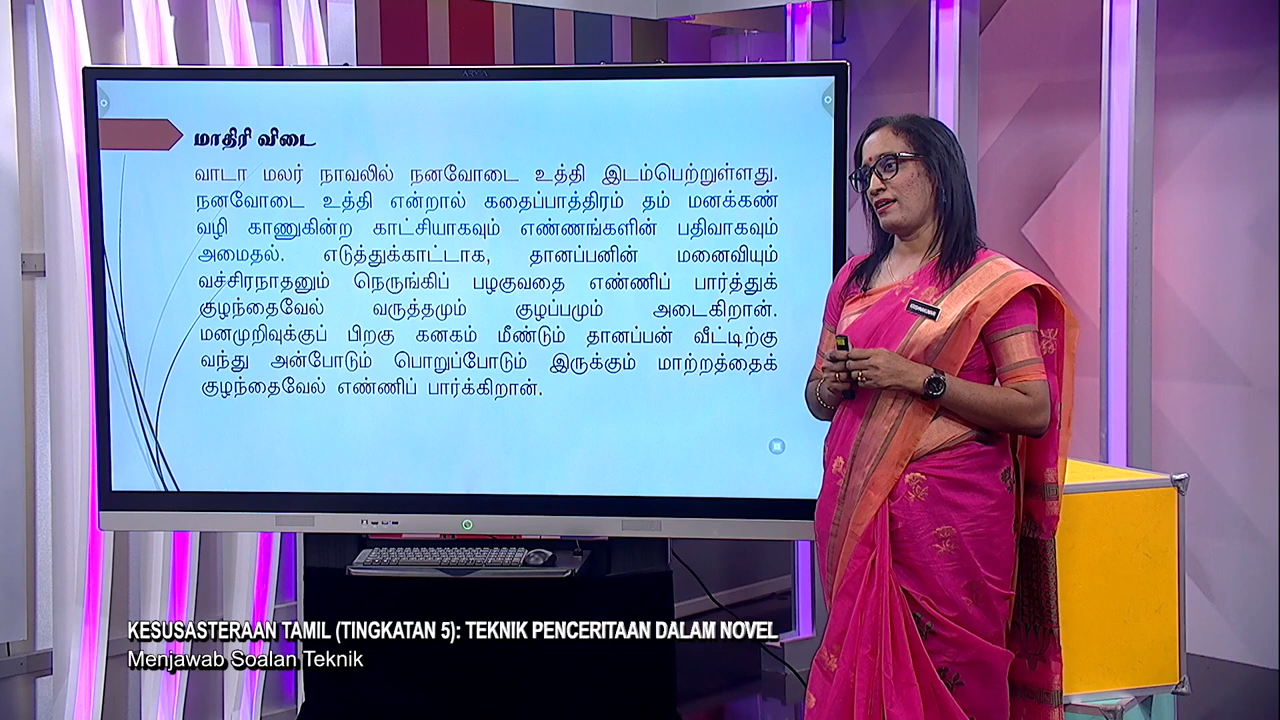 மாதிரி விடை
வாடா மலர் நாவலில் நனவோடை உத்தி இடம்பெற்றுள்ளது.
நனவோடை உத்தி என்றால் கதைப்பாத்திரம் தம் மனக்கண்
வழி காணுகின்ற காட்சியாகவும் எண்ணங்களின் பதிவாகவும்
அமைதல். எடுத்துக்காட்டாக, தானப்பனின் மனைவியும்
வச்சிரநாதனும் நெருங்கிப் பழகுவதை எண்ணிப் பார்த்துக்
குழந்தைவேல் வருத்தமும் குழப்பமும் அடைகிறான்.
மனமுறிவுக்குப் பிறகு கனகம் மீண்டும் தானப்பன் வீட்டிற்கு
வந்து அன்போடும் பொறுப்போடும் இருக்கும் மாற்றத்தைக்
குழந்தைவேல் எண்ணிப் பார்க்கிறான்.
KESUSASTERAAN TAMIL (TINGKATAN 5): TEKNIK PENCERITAAN DALAM NOVEL
Menjawab Soalan Teknik